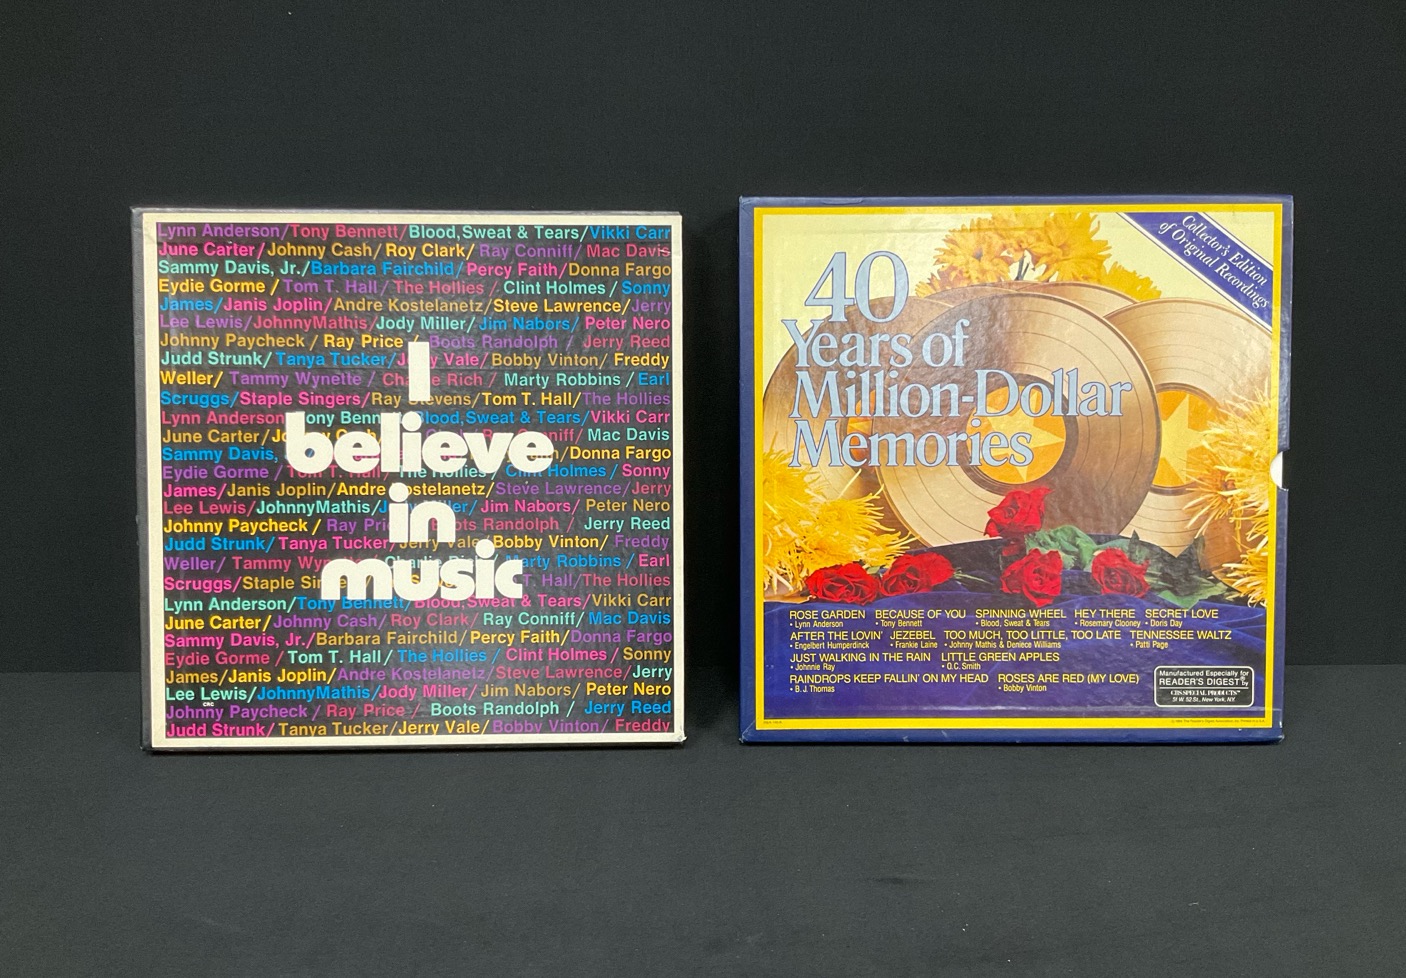 Lynn Anderson/Tony Bennett/Blood,Sweat & Tears/Vikki Carr
June Carter/Johnny Cash/Roy Clark/Ray Conniff/Mac Davis
Sammy Davis, Jr./Barbara Fairchild/Percy Faith/Donna Fargo
Eydie Gorme/Tom T. Hall/The Hollies/Clint Holmes/Sonny
James/Janis Joplin/Andre Kostelanetz/Steve Lawrence/Jerry
Lee Lewis/JohnnyMathis/Jody Miller/Jim Nabors/Peter Nero
Johnny Paycheck/Ray Price/Boots Randolph/Jerry Reed
Judd Strunk/Tanya Tucker/Vale/Bobby Vinton/Freddy
Weller/Tammy Wynette/Rich/Marty Robbins/Earl
Scruggs/Staple Singers/Ray Stevens/Tom T. Hall/The Hollies
Lynn Anderson/Blood,Sweat & Tears/Vikki Carr
June Carter/Mac Davis
Sammy Davis,/Donna Fargo
Eydie Gorme/The Hollies/Clint Holmes/Sonny
James/Janis Joplin/Andre/Steve Lawrence/Jerry
Lee Lewis/JohnnyMathis/Jim Nabors/Peter Nero
Johnny Paycheck/Ray/Randolph/Jerry Reed
Judd Strunk/Tanya Tucker/Jerry Vale/Bobby Vinton/Freddy
Weller/Tammy/Marty Robbins/Earl
Scruggs/Staple/T. Hall/The Hollies
Lynn Anderson/Tony Bennett/Blood,Sweat & Tears/Vikki Carr
June Carter/Johnny Cash/Roy Clark/Ray Conniff/Mac Davis
Sammy Davis, Jr./Barbara Fairchild/Percy Faith/Donna Fargo
Eydie Gorme/Tom T. Hall/The Hollies/Clint Holmes/Sonny
James/Janis Joplin/Andre Kostelanetz/Steve Lawrence/Jerry
Lee Lewis/JohnnyMathis/Jody Miller/Jim Nabors/Peter Nero
CRC
Johnny Paycheck/Ray Price/Boots Randolph/Jerry Reed
Judd Strunk/Tanya Tucker/Jerry Vale/Bobby Vinton/Freddy
I
believe
in
music
Collector's Edition
of Original Recordings
40
Years of
Million-Dollar
Memories
ROSE GARDEN BECAUSE OF YOU SPINNING WHEEL HEY THERE SECRET LOVE
• Lynn Anderson • Tony Bennett • Blood, Sweat & Tears • Rosemary Clooney • Doris Day
AFTER THE LOVIN' JEZEBEL TOO MUCH, TOO LITTLE, TOO LATE TENNESSEE WALTZ
• Engelbert Humperdinck • Frankie Laine • Johnny Mathis & Deniece Williams • Patti Page
JUST WALKING IN THE RAIN LITTLE GREEN APPLES
• Johnnie Ray • O.C. Smith
RAINDROPS KEEP FALLIN' ON MY HEAD ROSES ARE RED (MY LOVE)
• B. J. Thomas • Bobby Vinton
Manufactured Especially for
READER'S DIGEST® by
CBS SPECIAL PRODUCTS™
51 W. 52 St., New York, NY